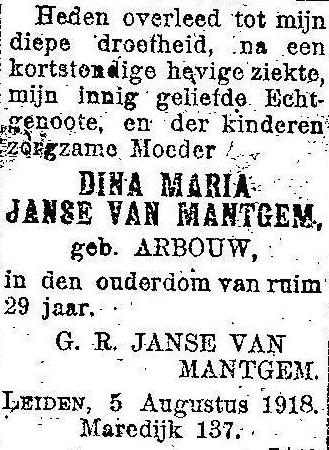 Heden overleed tot mijn
diepe droefheid, na een
kortstondige hevige ziekte,
mijn innig geliefde Echt-
genoote, en der kinderen
zorgzame Moeder
DINA MARIA
JANSE VAN MANTGEM,
geb. ARBOUW,
in den ouderdom van ruim
29 jaar.
G. R. JANSE VAN
MANTGEM.
LEIDEN, 5 Augustus 1918.
Maredijk 137.